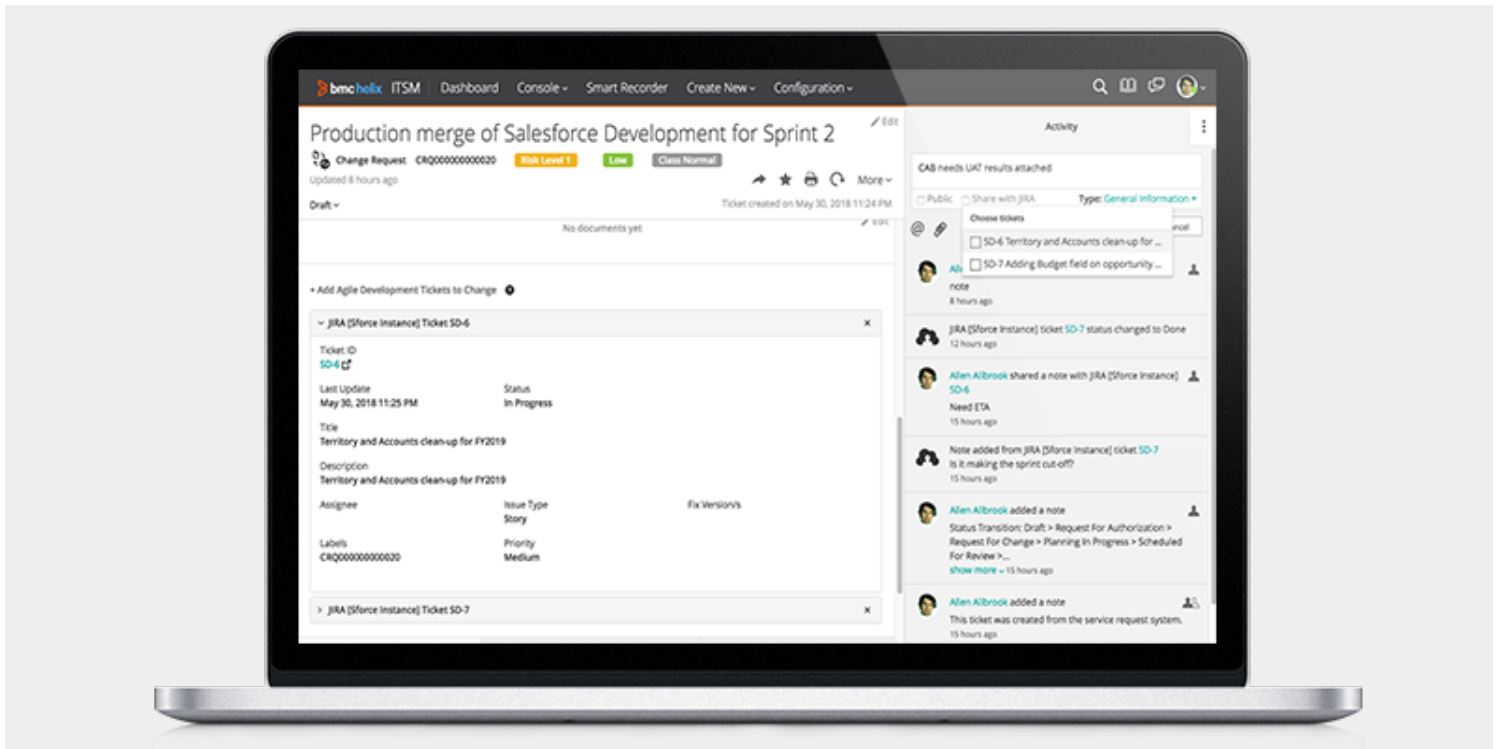 bmc helix ITSM Dashboard Console Smart Recorder Create New Configuration
Production merge of Salesforce Development for Sprint 2
Edit
Change Request CRQ000000000020 Risk Level 1 Low Class Normal
Updated 8 hours ago
More
Draft
Ticket created on May 30, 2018 11:24 PM
No documents yet
Edit
+ Add Agile Development Tickets to Change
JIRA [Sforce Instance] Ticket SD-6
Ticket ID
SD-6
Last Update Status
May 30, 2018 11:25 PM In Progress
Title
Territory and Accounts clean-up for FY2019
Description
Territory and Accounts clean-up for FY2019
Assignee Issue Type Fix Version/s
Story
Labels Priority
CRQ000000000020 Medium
JIRA [Sforce Instance] Ticket SD-7
Activity
CAB needs UAT results attached
Public Share with JIRA Type: General Information
Choose tickets
SD-6 Territory and Accounts clean-up for ...
SD-7 Adding Budget field on opportunity ...
note
8 hours ago
JIRA [Sforce Instance] ticket SD-7 status changed to Done
12 hours ago
Allen Allbrook shared a note with JIRA [Sforce Instance]
SD-6
Need ETA
15 hours ago
Note added from JIRA [Sforce Instance] ticket SD-7
Is it making the sprint cut-off?
15 hours ago
Allen Allbrook added a note
Status Transition: Draft > Request For Authorization >
Request For Change > Planning In Progress > Scheduled
For Review >...
show more 15 hours ago
Allen Allbrook added a note
This ticket was created from the service request system.
15 hours ago